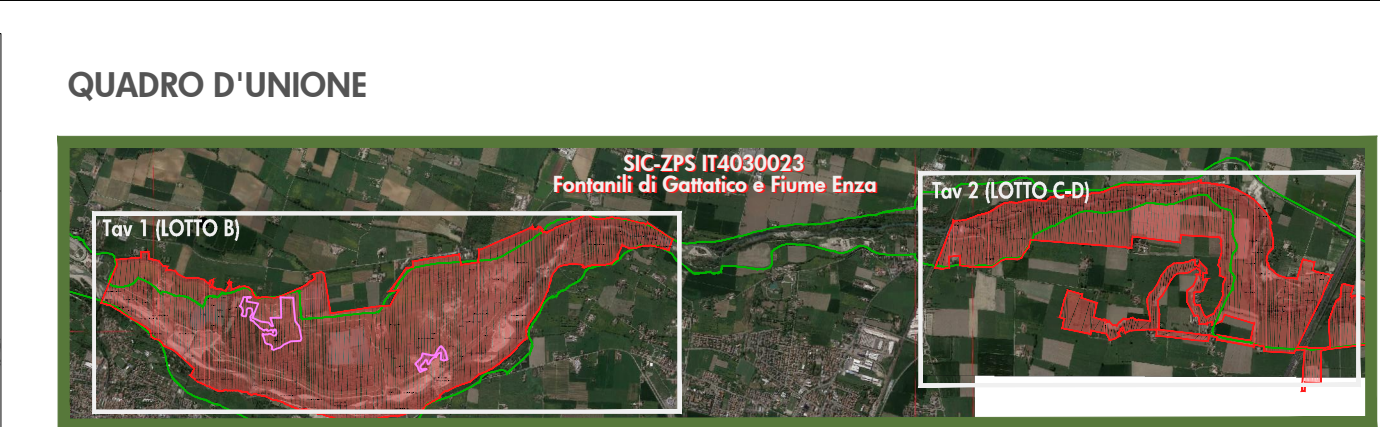 QUADRO D'UNIONE
SIC-ZPS IT4030023
Fontanili di Gattatico e Fiume Enza
Tav 1 (LOTTO B)
Tav 2 (LOTTO C-D)